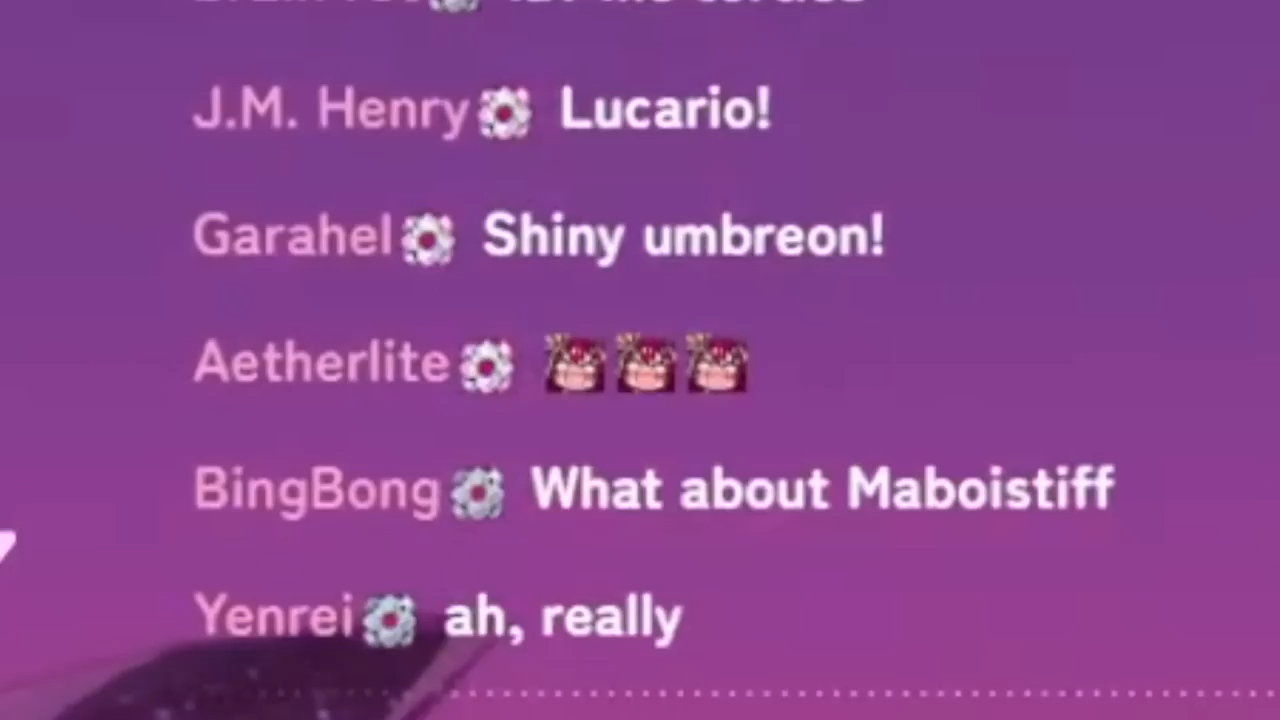 J.M. Henry Lucario!
Garahel Shiny umbreon!
Aetherlite
BingBong What about Maboistiff
Yenrei ah, really